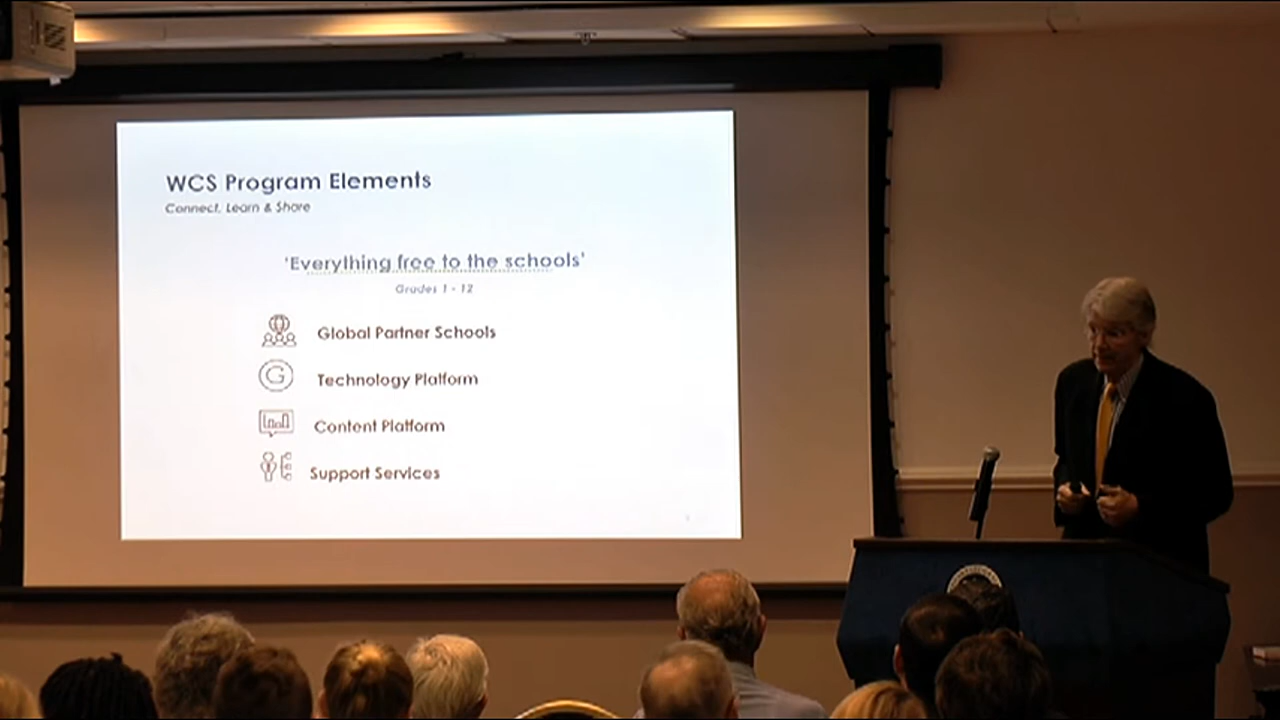 WCS Program Elements
Connect, Learn & Share
'Everything free to the schools'
Grades 1 - 12
Global Partner Schools
G
Technology Platform
Content Platform
Support Services